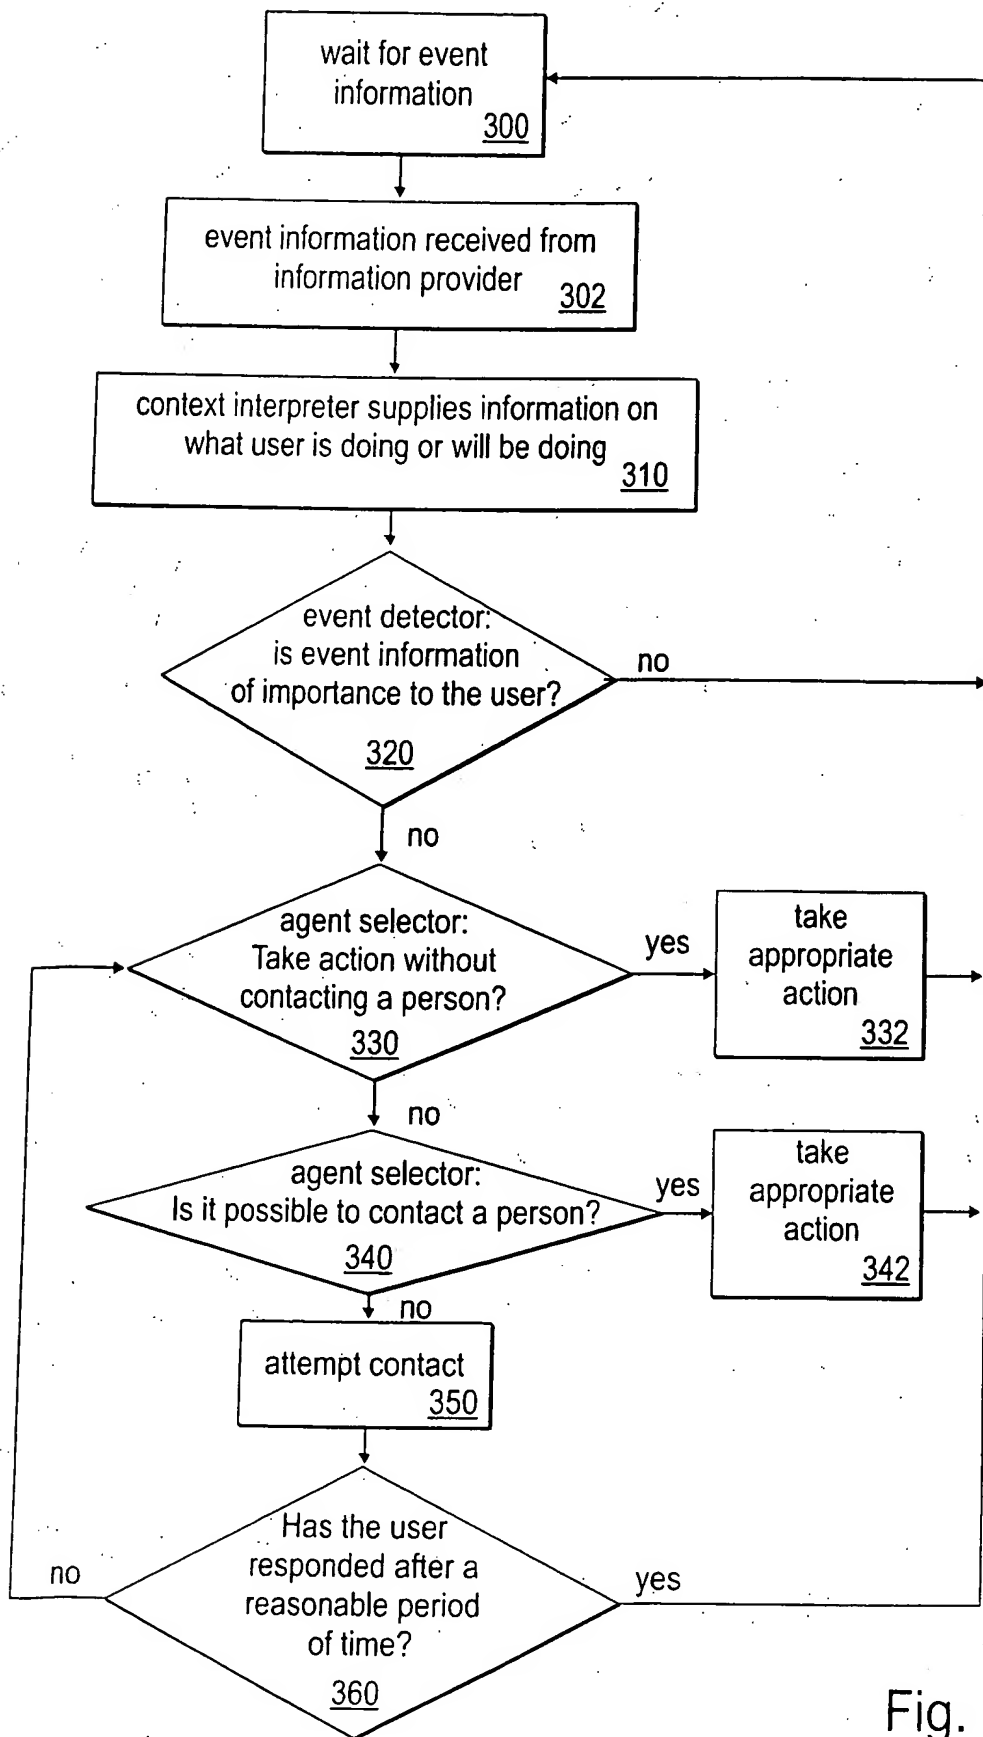 wait for event
information
300
event information received from
information provider
302
context interpreter supplies information on
what user is doing or will be doing
310
event detector:
is event information
of importance to the user?
320
no
no
agent selector:
Take action without
contacting a person?
330
yes
take
appropriate
action
332
no
agent selector:
Is it possible to contact a person?
340
yes
take
appropriate
action
342
no
attempt contact
350
Has the user
responded after a
reasonable period
of time?
360
no
yes
Fig.